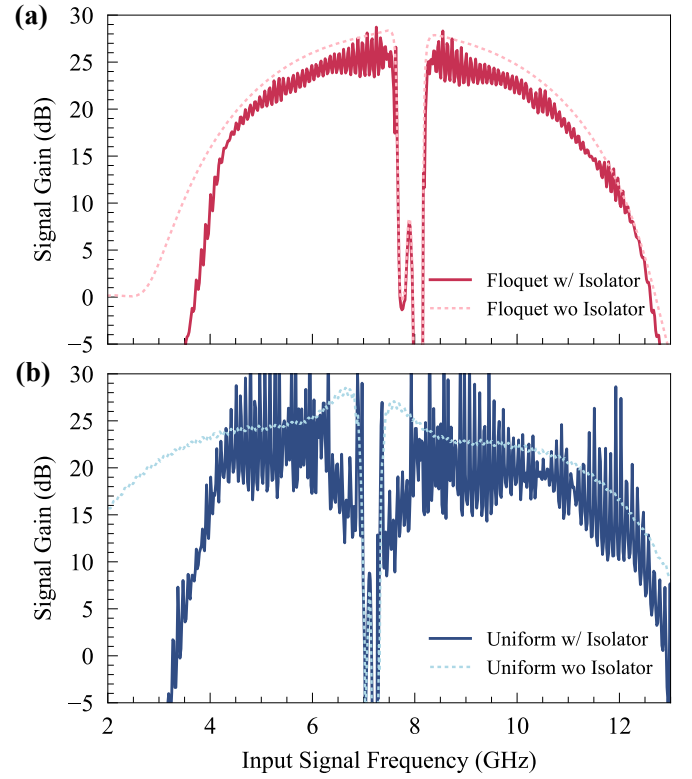 (a)
30
25
20
15
10
5
0
−5
Signal Gain (dB)
Floquet w/ Isolator
Floquet wo Isolator
(b)
30
25
20
15
10
5
0
−5
Signal Gain (dB)
Uniform w/ Isolator
Uniform wo Isolator
2 4 6 8 10 12
Input Signal Frequency (GHz)